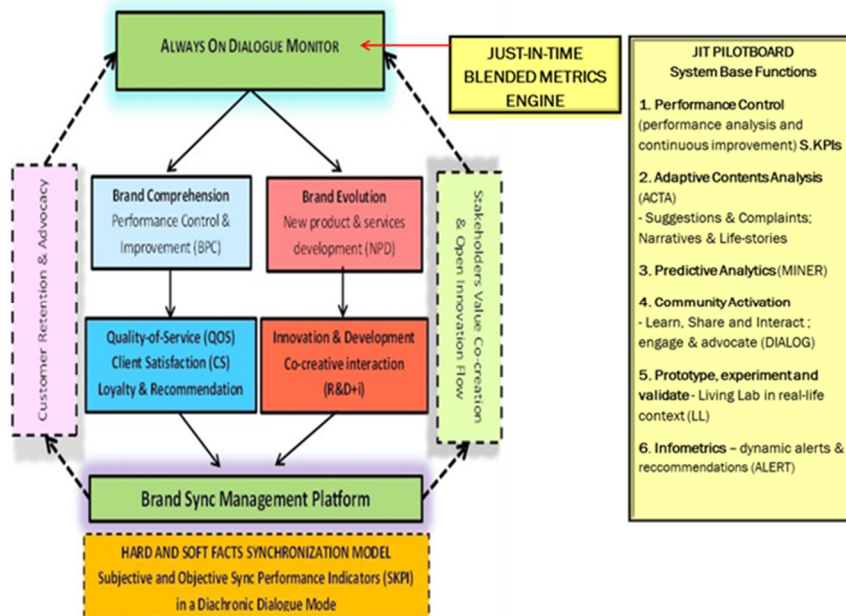 ALWAYS ON DIALOGUE MONITOR
JUST-IN-TIME
BLENDED METRICS
ENGINE
Brand Comprehension
Performance Control &
Improvement (BPC)
Brand Evolution
New product & services
development (NPD)
Customer Retention & Advocacy
Stakeholders Value Co-creation
& Open Innovation Flow
Quality-of-Service (QOS)
Client Satisfaction (CS)
Loyalty & Recommendation
Innovation & Development
Co-creative interaction
(R&D+i)
Brand Sync Management Platform
HARD AND SOFT FACTS SYNCHRONIZATION MODEL
Subjective and Objective Sync Performance Indicators (SKPI)
in a Diachronic Dialogue Mode
JIT PILOTBOARD
System Base Functions
1. Performance Control
(performance analysis and
continuous improvement) S.KPIs
2. Adaptive Contents Analysis
(ACTA)
- Suggestions & Complaints;
Narratives & Life-stories
3. Predictive Analytics (MINER)
4. Community Activation
- Learn, Share and Interact ;
engage & advocate (DIALOG)
5. Prototype, experiment and
validate - Living Lab in real-life
context (LL)
6. Infometrics – dynamic alerts &
reccommendations (ALERT)